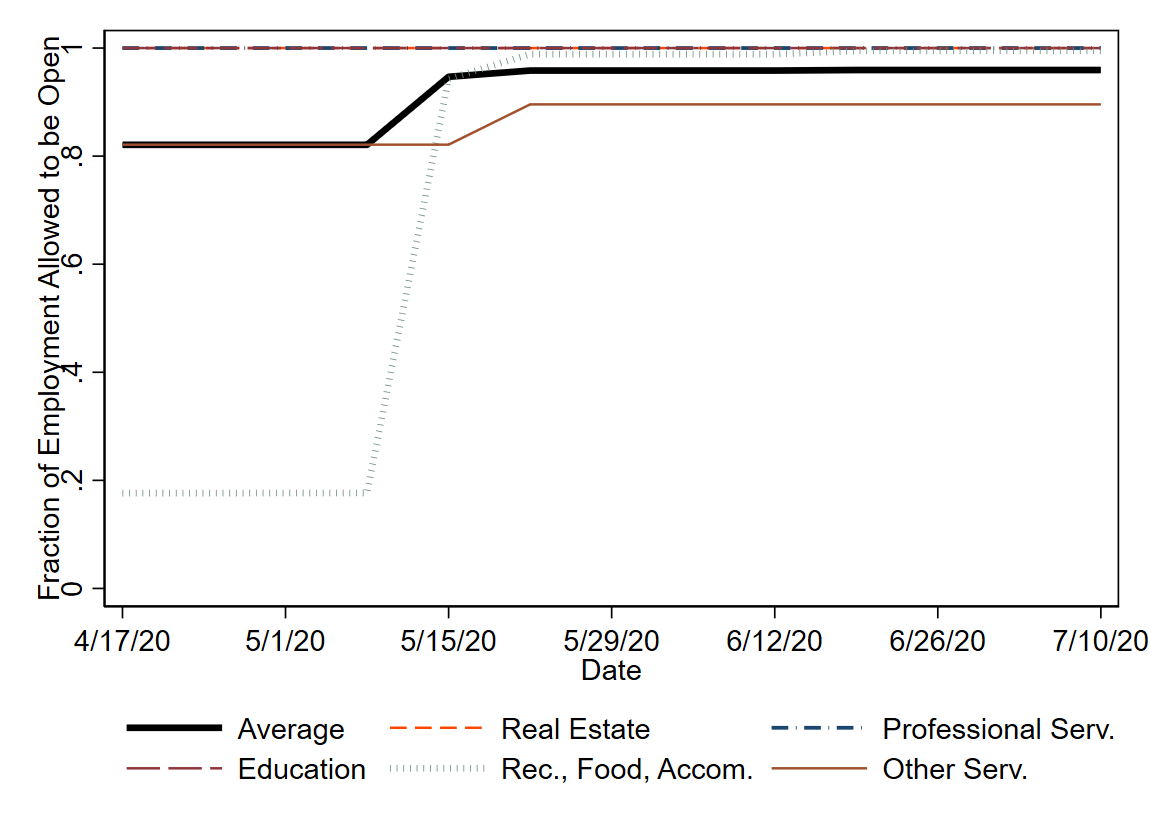 Fraction of Employment Allowed to be Open
1
.8
.6
.4
.2
0
4/17/20 5/1/20 5/15/20 5/29/20 6/12/20 6/26/20 7/10/20
Date
Average Real Estate Professional Serv.
Education Rec., Food, Accom. Other Serv.